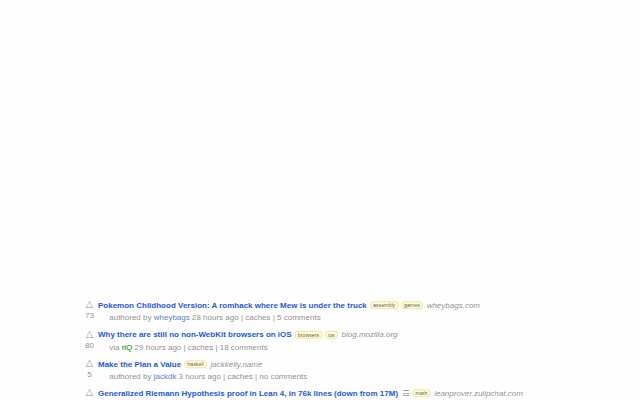 △ Pokemon Childhood Version: A romhack where Mew is under the truck assembly games wheybags.com
73 authored by wheybags 28 hours ago | caches | 5 comments
△ Why there are still no non-WebKit browsers on iOS browsers ios blog.mozilla.org
80 via nQ 29 hours ago | caches | 18 comments
△ Make the Plan a Value haskell jackkelly.name
5 authored by jackdk 3 hours ago | caches | no comments
△ Generalized Riemann Hypothesis proof in Lean 4, in 76k lines (down from 17M) ☰ math leanprover.zulipchat.com